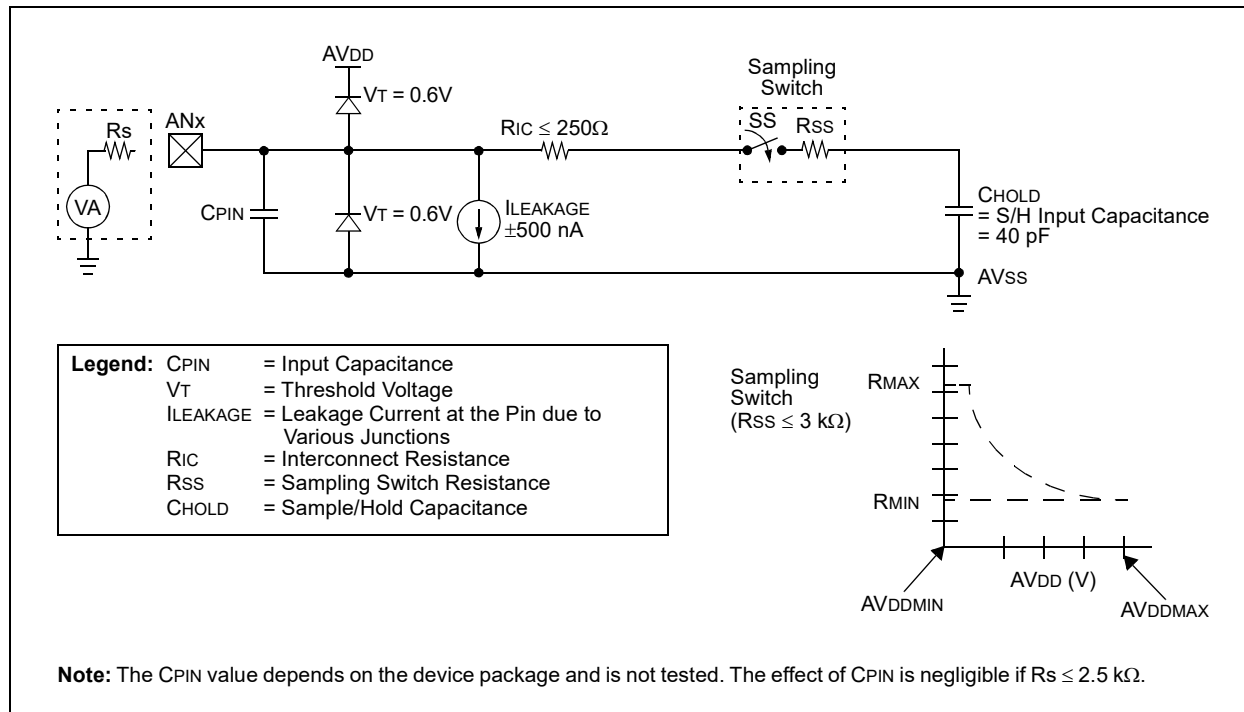 AVDD
Sampling
Switch
VT = 0.6V
Rs
ANx
RIC ≤ 250Ω
SS
RSS
VA
CPIN
VT = 0.6V
ILEAKAGE
±500 nA
CHOLD
= S/H Input Capacitance
= 40 pF
AVSS
Legend: CPIN = Input Capacitance
VT = Threshold Voltage
ILEAKAGE = Leakage Current at the Pin due to
Various Junctions
RIC = Interconnect Resistance
RSS = Sampling Switch Resistance
CHOLD = Sample/Hold Capacitance
Sampling
Switch
(RSS ≤ 3 kΩ)
RMAX
RMIN
AVDD (V)
AVDDMIN
AVDDMAX
Note: The CPIN value depends on the device package and is not tested. The effect of CPIN is negligible if Rs ≤ 2.5 kΩ.